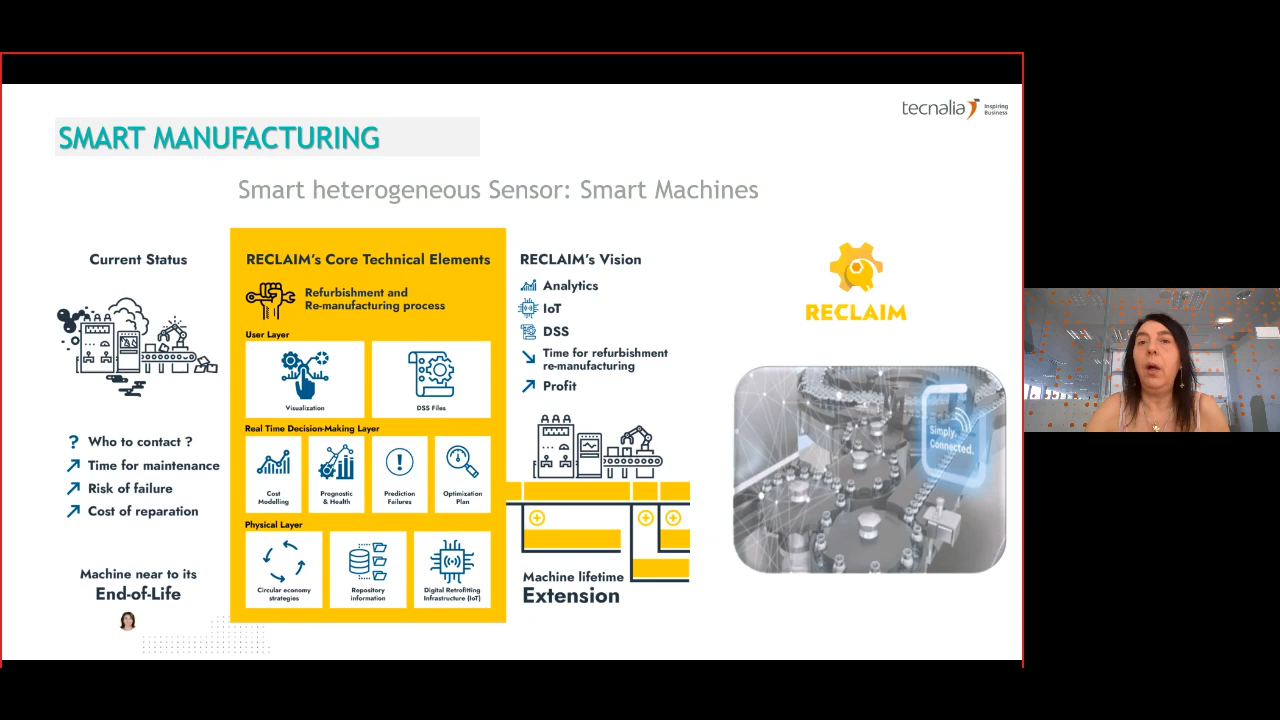 tecnalia
Inspiring
Business
SMART MANUFACTURING
Smart heterogeneous Sensor: Smart Machines
Current Status
Who to contact ?
Time for maintenance
Risk of failure
Cost of reparation
Machine near to its
End-of-Life
RECLAIM's Core Technical Elements
Refurbishment and
Re-manufacturing process
User Layer
Visualization
DSS Files
Real Time Decision-Making Layer
Cost
Modelling
Prognostic
& Health
Prediction
Failures
Optimization
Plan
Physical Layer
Circular economy
strategies
Repository
information
Digital Retrofitting
Infrastructure (IoT)
RECLAIM's Vision
Analytics
IoT
DSS
Time for refurbishment
re-manufacturing
Profit
Machine lifetime
Extension
RECLAIM
Simply.
Connected.